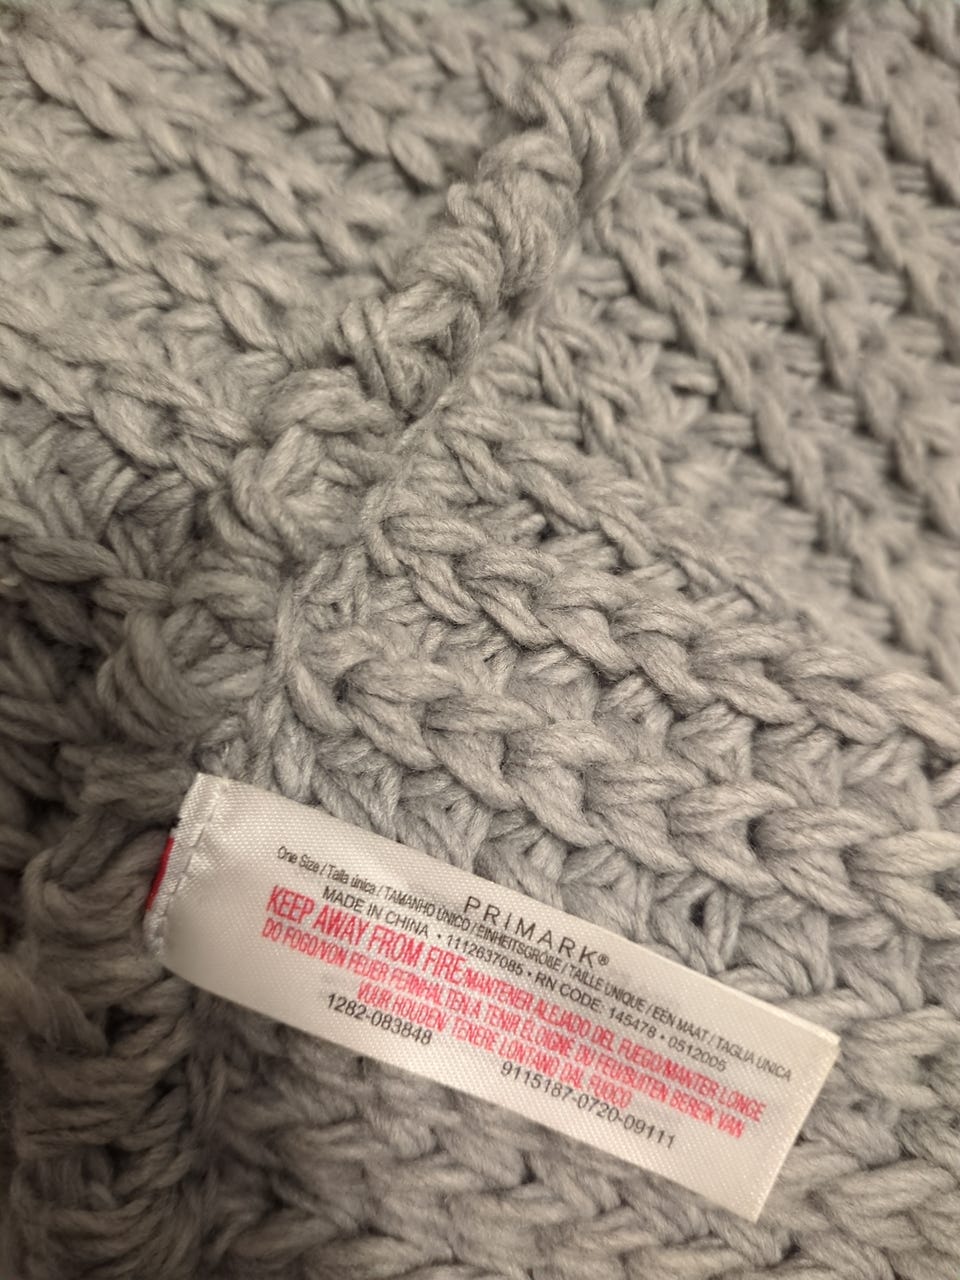 PRIMARK®
One Size / Talla única / TAMANHO ÚNICO / EINHEITSGRÖßE / TAILLE UNIQUE / EEN MAAT / TAGLIA UNICA
MADE IN CHINA • 1112637085 • RN CODE: 145478 • 05120DS
KEEP AWAY FROM FIRE/MANTENER ALEJADO DEL FUEGO/MANTER LONGE
DO FOGO/VON FEUER FERNHALTEN/À TENIR ÉLOIGNÉ DU FEU/BUITEN BEREIK VAN
VUUR HOUDEN/TENERE LONTANO DAL FUOCO
1282-083848
9115187-0720-09111